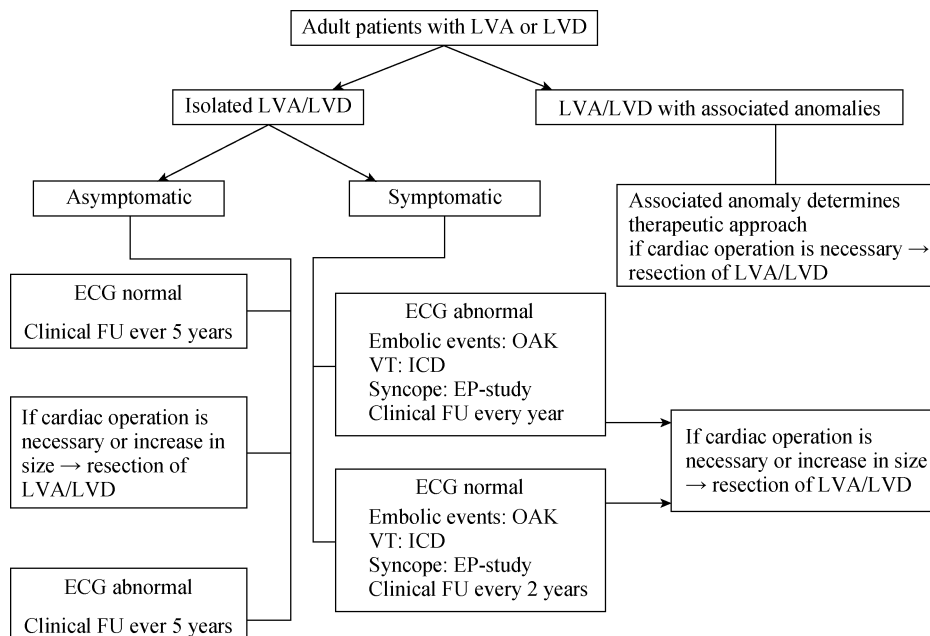 Adult patients with LVA or LVD
Isolated LVA/LVD
LVA/LVD with associated anomalies
Asymptomatic
Symptomatic
Associated anomaly determines
therapeutic approach
if cardiac operation is necessary →
resection of LVA/LVD
ECG normal
Clinical FU ever 5 years
If cardiac operation is
necessary or increase in
size → resection of
LVA/LVD
ECG abnormal
Clinical FU ever 5 years
ECG abnormal
Embolic events: OAK
VT: ICD
Syncope: EP-study
Clinical FU every year
ECG normal
Embolic events: OAK
VT: ICD
Syncope: EP-study
Clinical FU every 2 years
If cardiac operation is
necessary or increase in size
→ resection of LVA/LVD